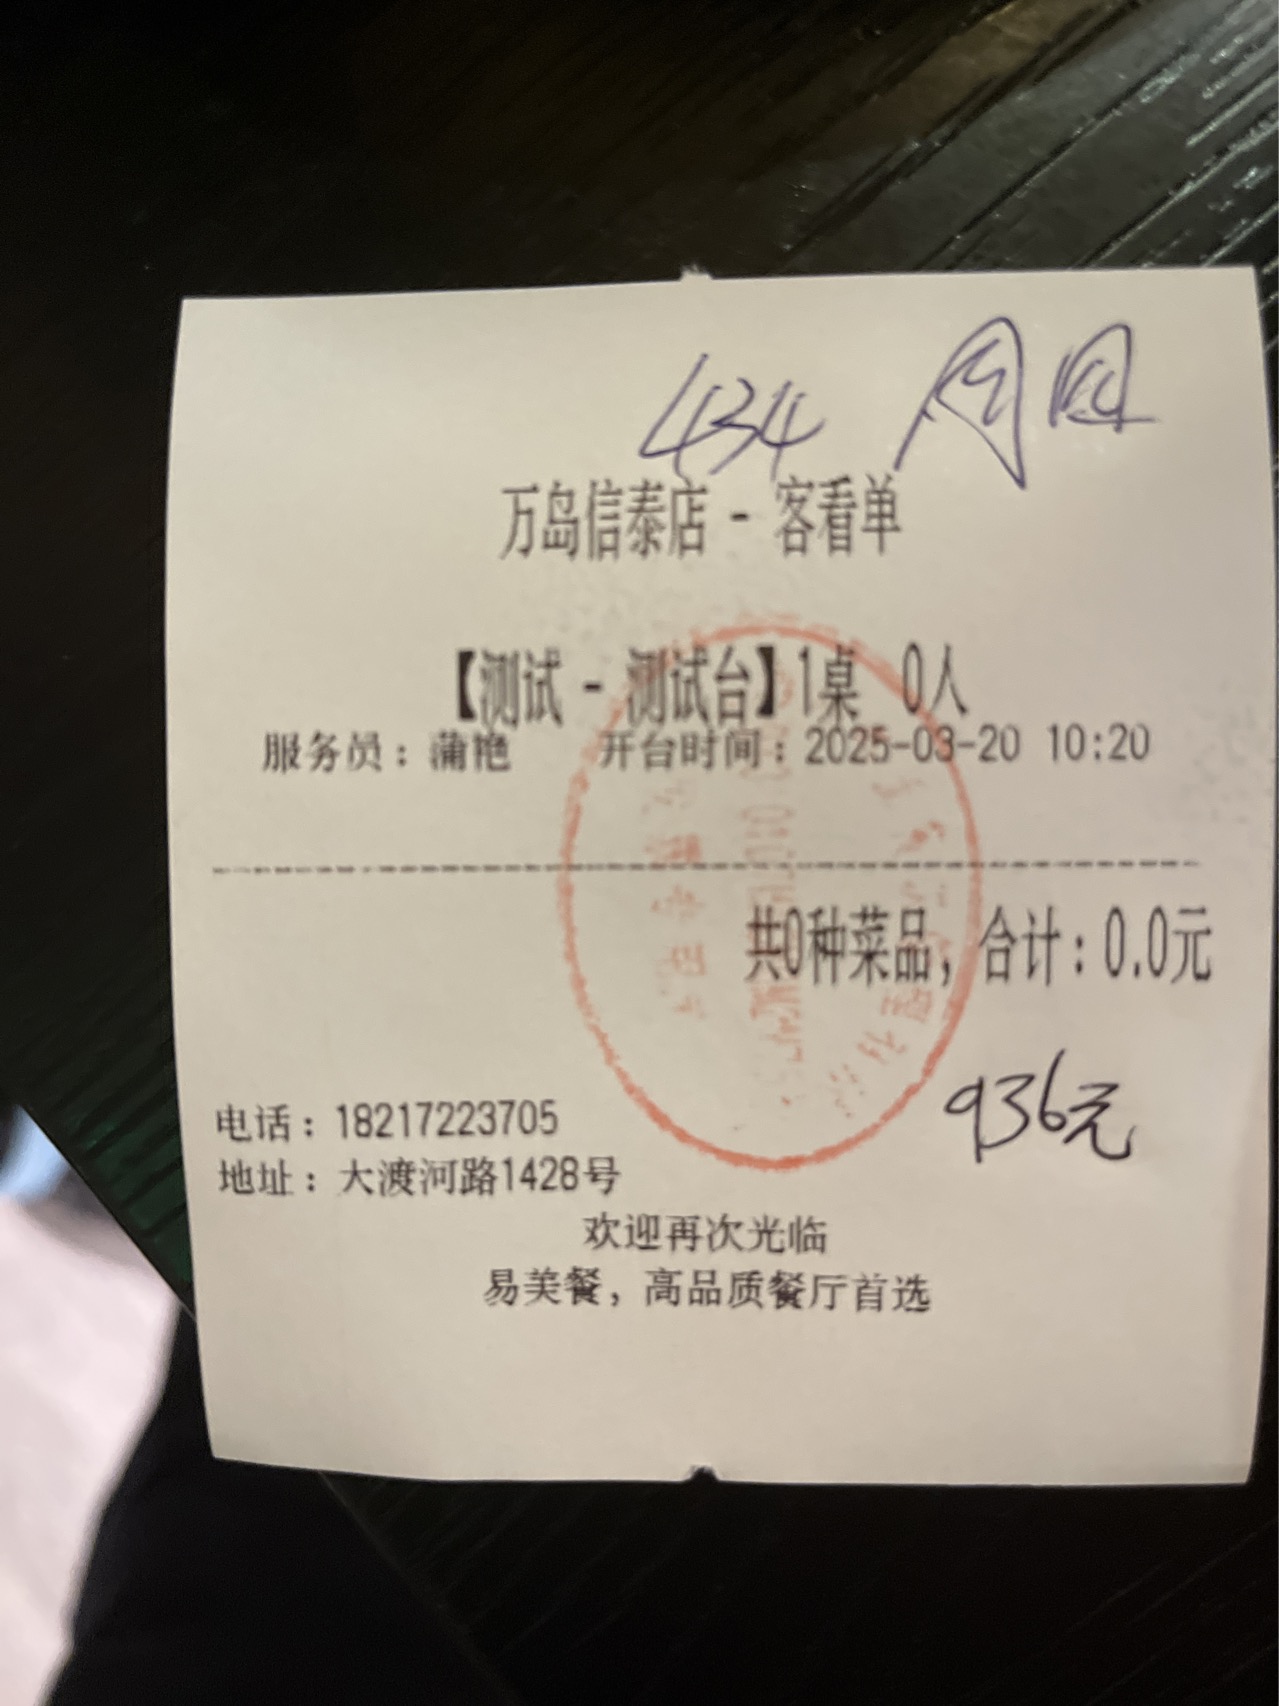 434
万岛信泰店 - 客看单
【测试 - 测试台】1桌 0人
服务员：蒲艳 开台时间：2025-03-20 10:20
共0种菜品，合计：0.0元
936元
电话：18217223705
地址：大渡河路1428号
欢迎再次光临
易美餐，高品质餐厅首选